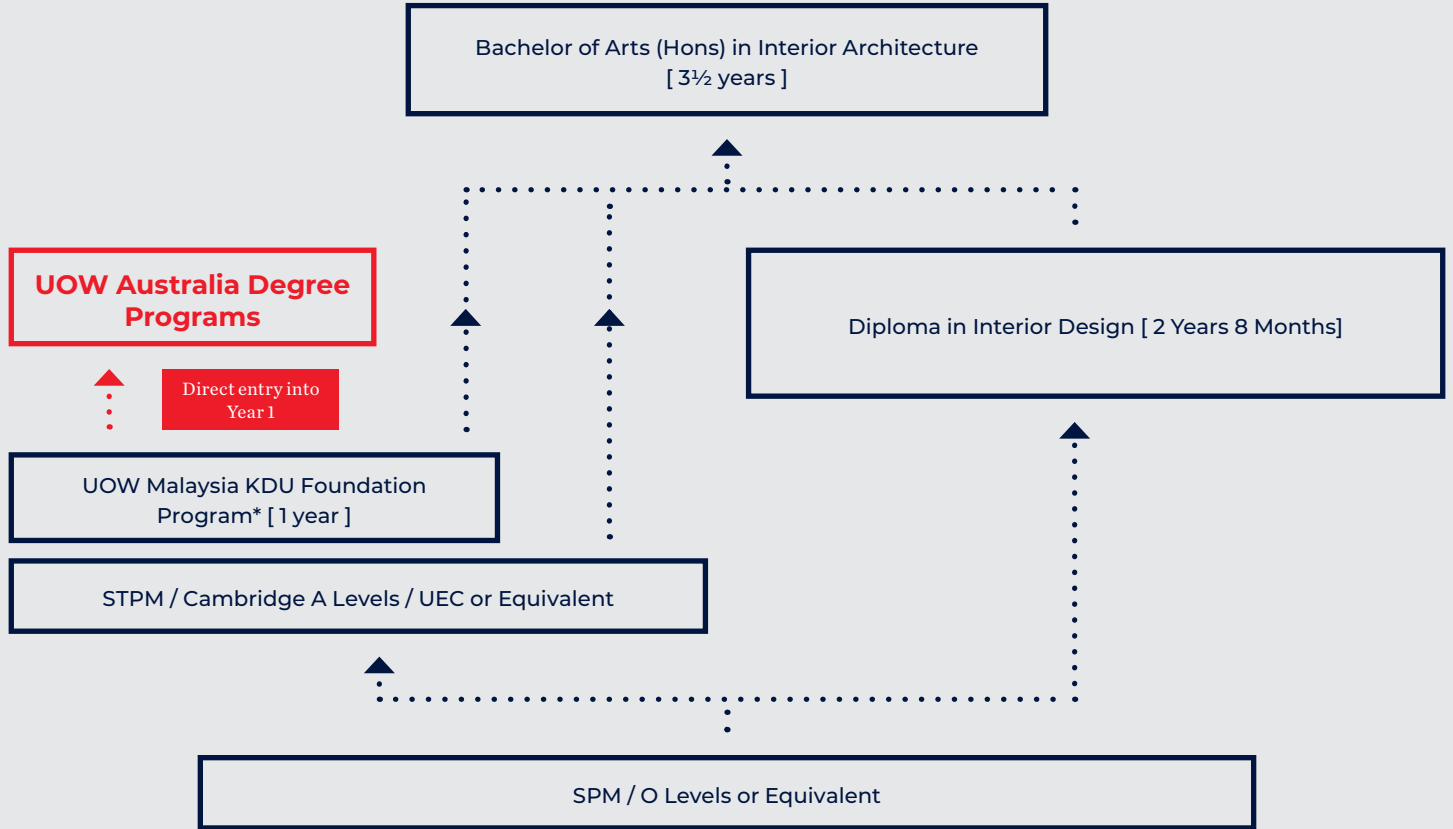 Bachelor of Arts (Hons) in Interior Architecture
[ 3½ years ]
UOW Australia Degree
Programs
Diploma in Interior Design [ 2 Years 8 Months]
Direct entry into
Year 1
UOW Malaysia KDU Foundation
Program* [ 1 year ]
STPM / Cambridge A Levels / UEC or Equivalent
SPM / O Levels or Equivalent